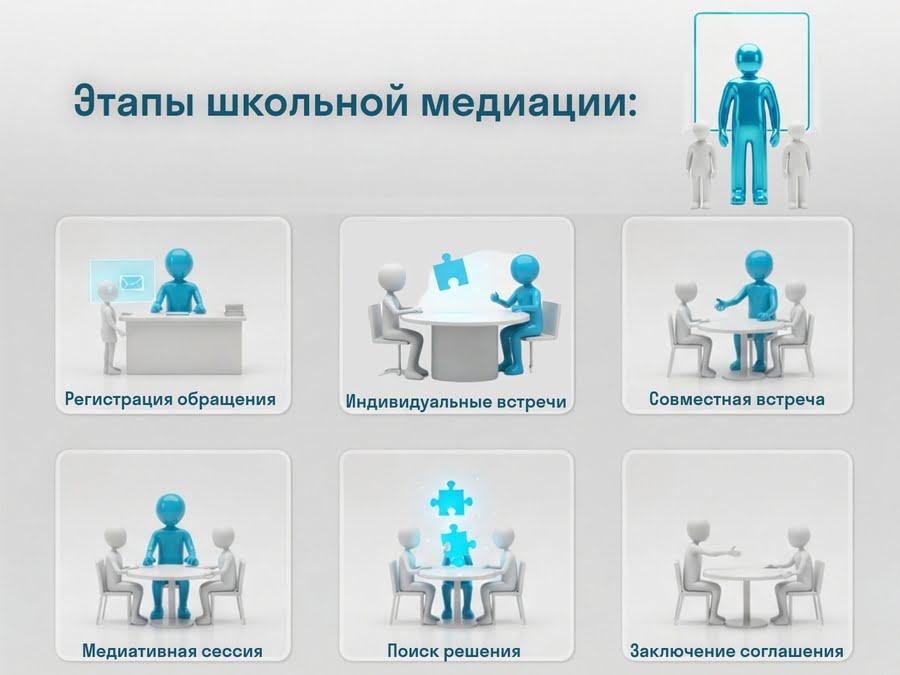 Этапы школьной медиации:
Регистрация обращения
Индивидуальные встречи
Совместная встреча
Медиативная сессия
Поиск решения
Заключение соглашения